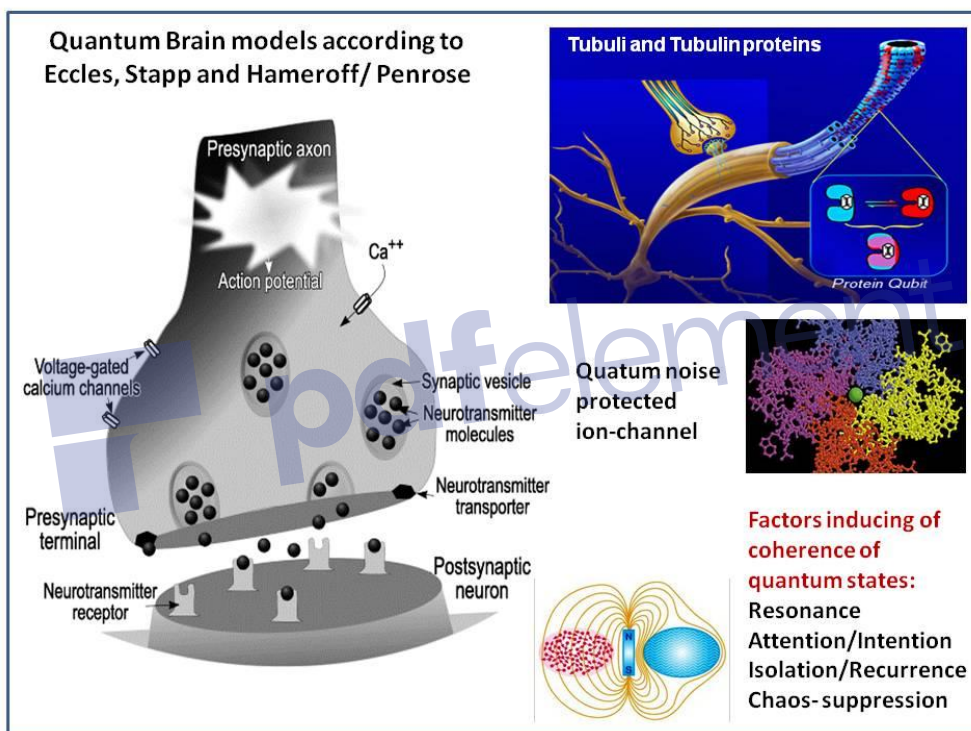 Quantum Brain models according to
Eccles, Stapp and Hameroff/ Penrose
Presynaptic axon
Action potential
Ca++
Voltage-gated
calcium channels
Synaptic vesicle
Neurotransmitter
molecules
Neurotransmitter
transporter
Presynaptic
terminal
Postsynaptic
neuron
Neurotransmitter
receptor
Tubuli and Tubulin proteins
Protein Qubit
Quatum noise
protected
ion-channel
N
S
Factors inducing of
coherence of
quantum states:
Resonance
Attention/Intention
Isolation/Recurrence
Chaos- suppression
pdfelement